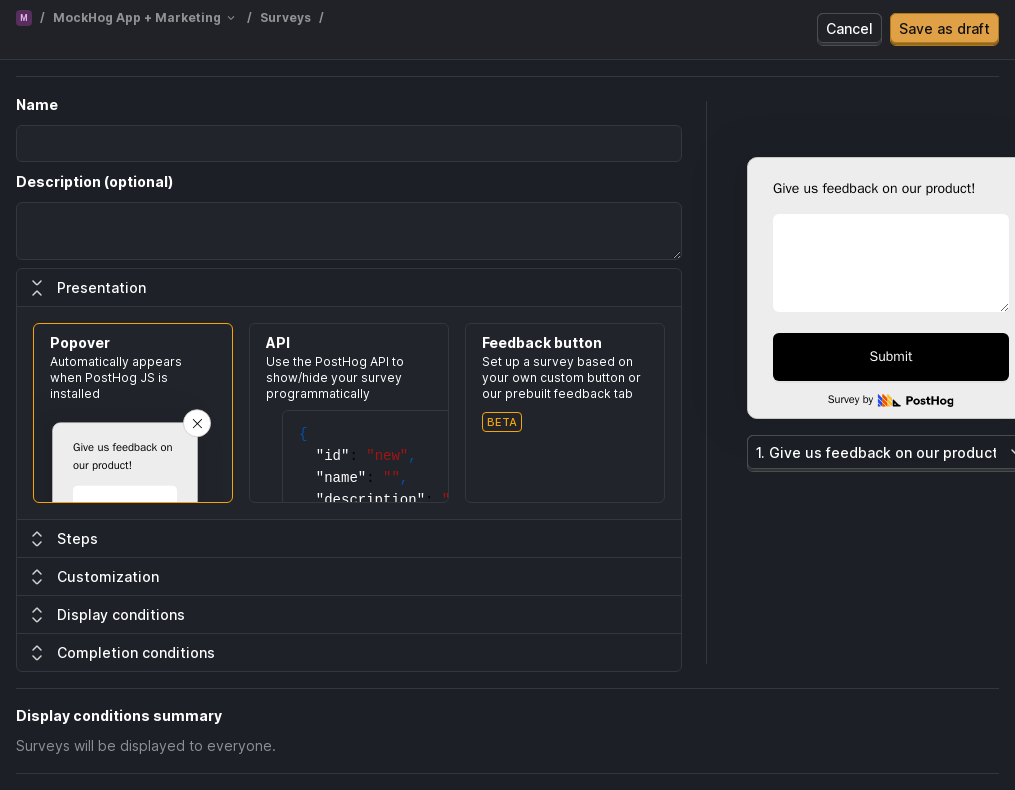 M / MockHog App + Marketing / Surveys /
Cancel
Save as draft
Name
Description (optional)
Presentation
Popover
Automatically appears
when PostHog JS is
installed
Give us feedback on
our product!
API
Use the PostHog API to
show/hide your survey
programmatically
{
"id": "new",
"name": "",
"description": "
Feedback button
Set up a survey based on
your own custom button or
our prebuilt feedback tab
BETA
Steps
Customization
Display conditions
Completion conditions
Give us feedback on our product!
Submit
Survey by PostHog
1. Give us feedback on our product
Display conditions summary
Surveys will be displayed to everyone.